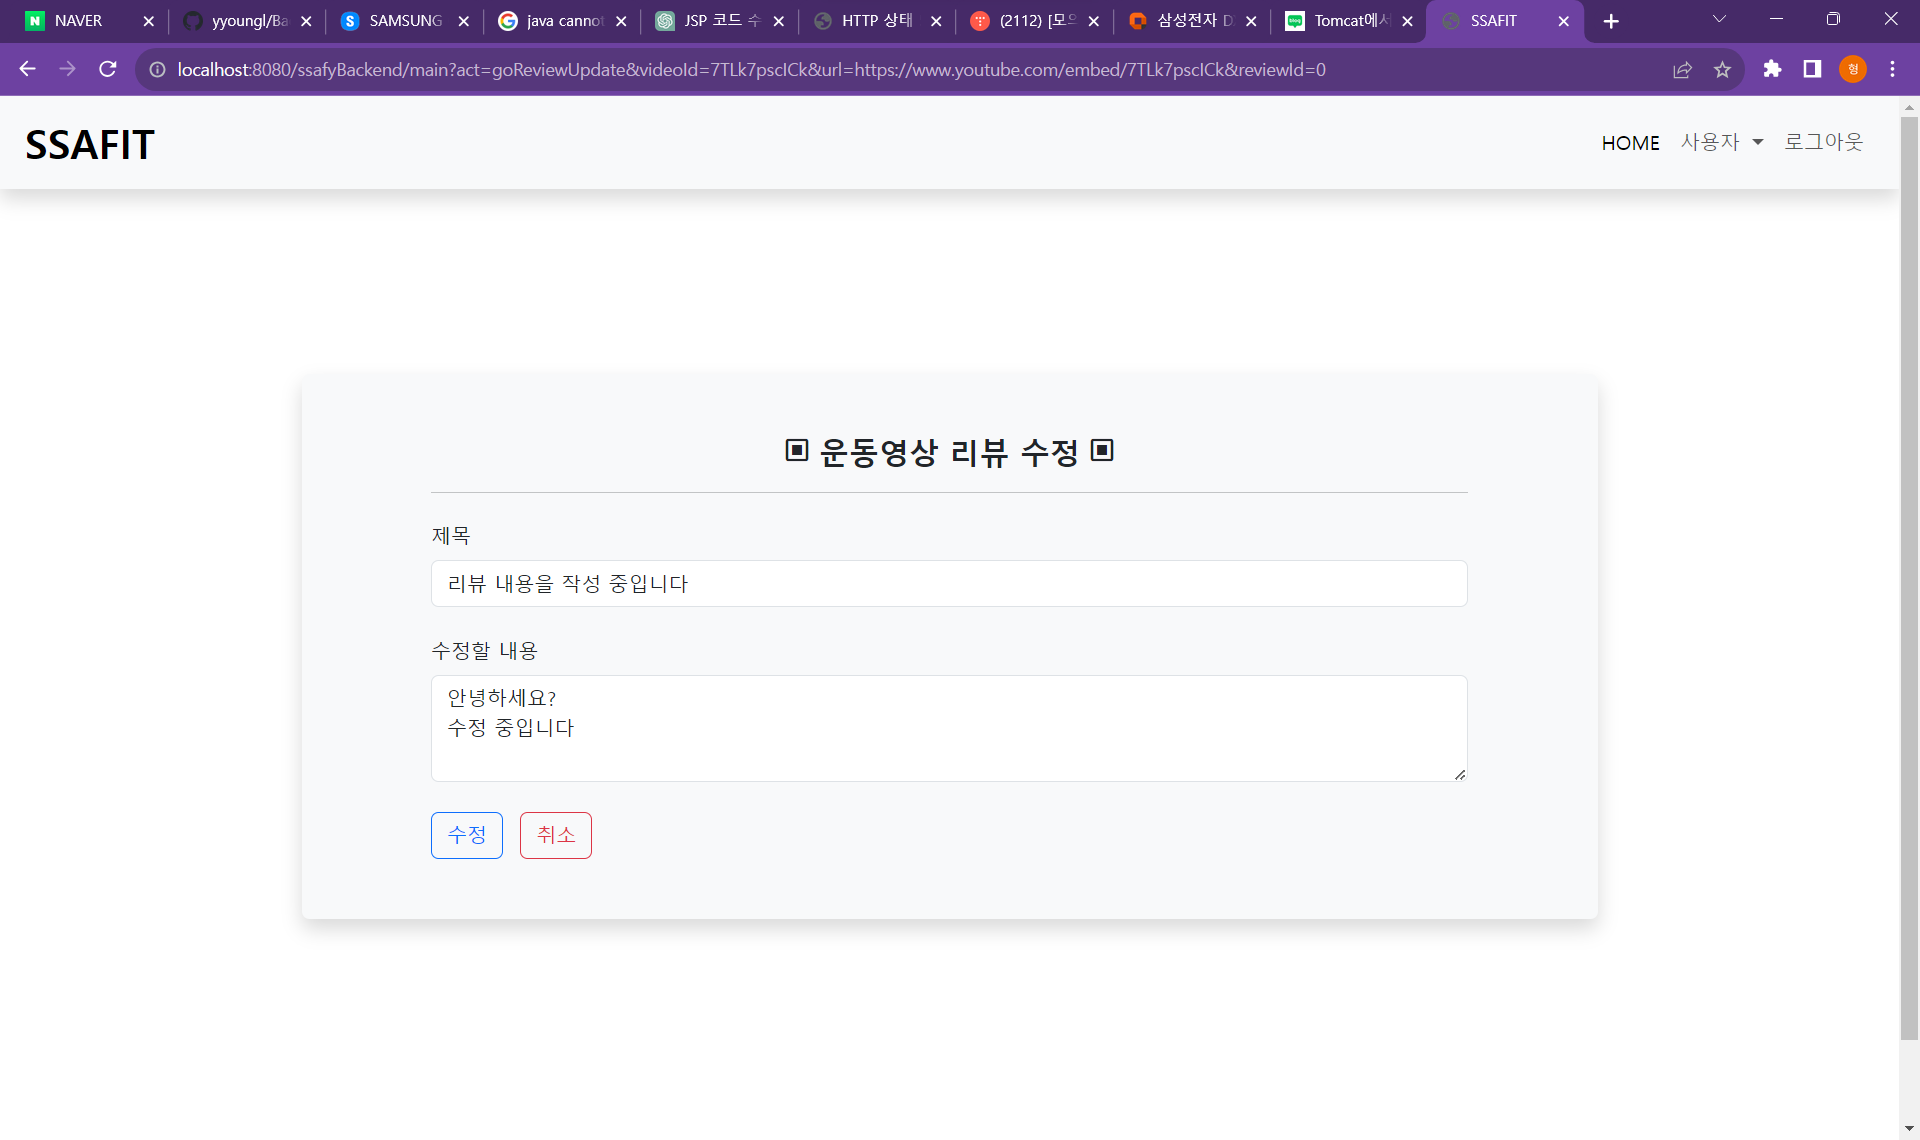 NAVER
yyoungl/Ba
SAMSUNG
java canno
JSP 코드 수
HTTP 상태
(2112) [모으
삼성전자 D
Tomcat에서
SSAFIT
localhost:8080/ssafyBackend/main?act=goReviewUpdate&videoId=7TLk7pscICk&url=https://www.youtube.com/embed/7TLk7pscICk&reviewId=0
형
SSAFIT
HOME 사용자 로그아웃
▣ 운동영상 리뷰 수정 ▣
제목
리뷰 내용을 작성 중입니다
수정할 내용
안녕하세요?
수정 중입니다
수정 취소